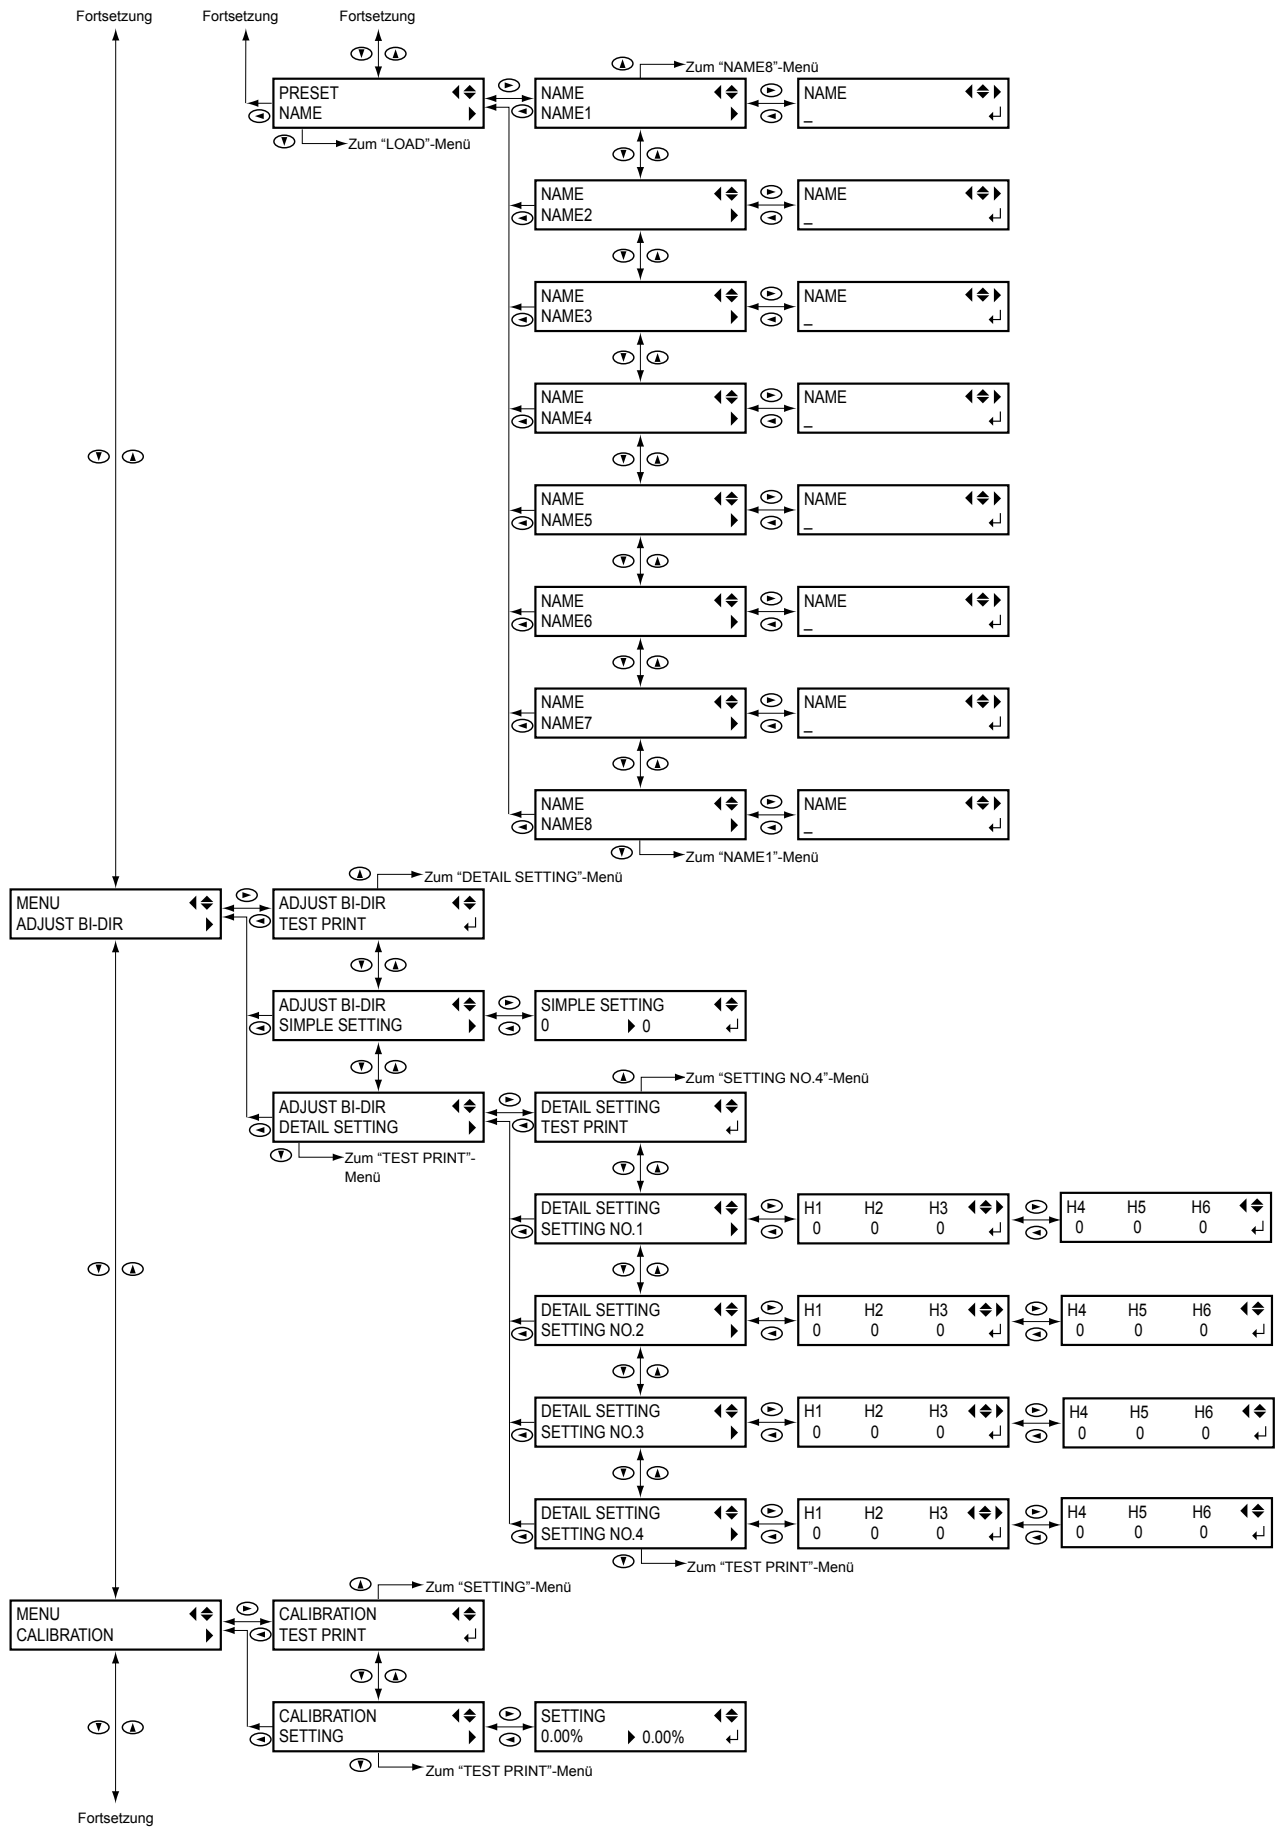 Fortsetzung Fortsetzung Fortsetzung
Zum “NAME8”-Menü
PRESET
NAME
NAME
NAME1
NAME
_
Zum “LOAD”-Menü
NAME
NAME2
NAME
_
NAME
NAME3
NAME
_
NAME
NAME4
NAME
_
NAME
NAME5
NAME
_
NAME
NAME6
NAME
_
NAME
NAME7
NAME
_
NAME
NAME8
NAME
_
Zum “NAME1”-Menü
Zum “DETAIL SETTING”-Menü
MENU
ADJUST BI-DIR
ADJUST BI-DIR
TEST PRINT
ADJUST BI-DIR
SIMPLE SETTING
SIMPLE SETTING
0 0
Zum “SETTING NO.4”-Menü
ADJUST BI-DIR
DETAIL SETTING
DETAIL SETTING
TEST PRINT
Zum “TEST PRINT”-
Menü
DETAIL SETTING
SETTING NO.1
H1 H2 H3
0 0 0
H4 H5 H6
0 0 0
DETAIL SETTING
SETTING NO.2
H1 H2 H3
0 0 0
H4 H5 H6
0 0 0
DETAIL SETTING
SETTING NO.3
H1 H2 H3
0 0 0
H4 H5 H6
0 0 0
DETAIL SETTING
SETTING NO.4
H1 H2 H3
0 0 0
H4 H5 H6
0 0 0
Zum “TEST PRINT”-Menü
Zum “SETTING”-Menü
MENU
CALIBRATION
CALIBRATION
TEST PRINT
CALIBRATION
SETTING
SETTING
0.00% 0.00%
Zum “TEST PRINT”-Menü
Fortsetzung